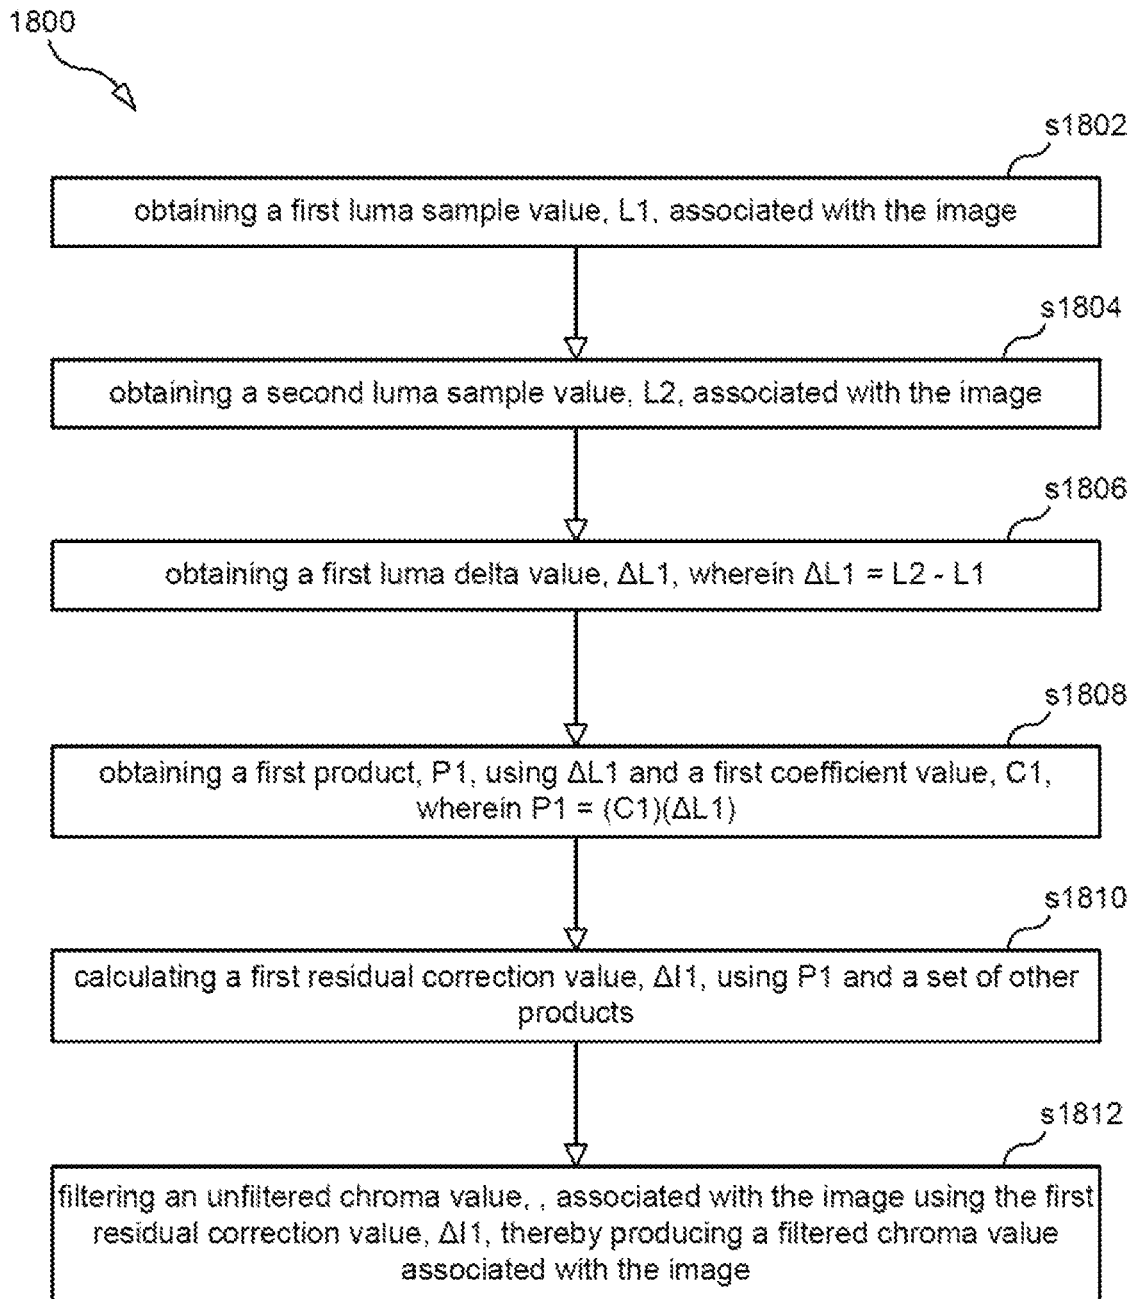 1800
s1802
obtaining a first luma sample value, L1, associated with the image
s1804
obtaining a second luma sample value, L2, associated with the image
s1806
obtaining a first luma delta value, ΔL1, wherein ΔL1 = L2 - L1
s1808
obtaining a first product, P1, using ΔL1 and a first coefficient value, C1,
wherein P1 = (C1)(ΔL1)
s1810
calculating a first residual correction value, ΔI1, using P1 and a set of other
products
s1812
filtering an unfiltered chroma value, , associated with the image using the first
residual correction value, ΔI1, thereby producing a filtered chroma value
associated with the image